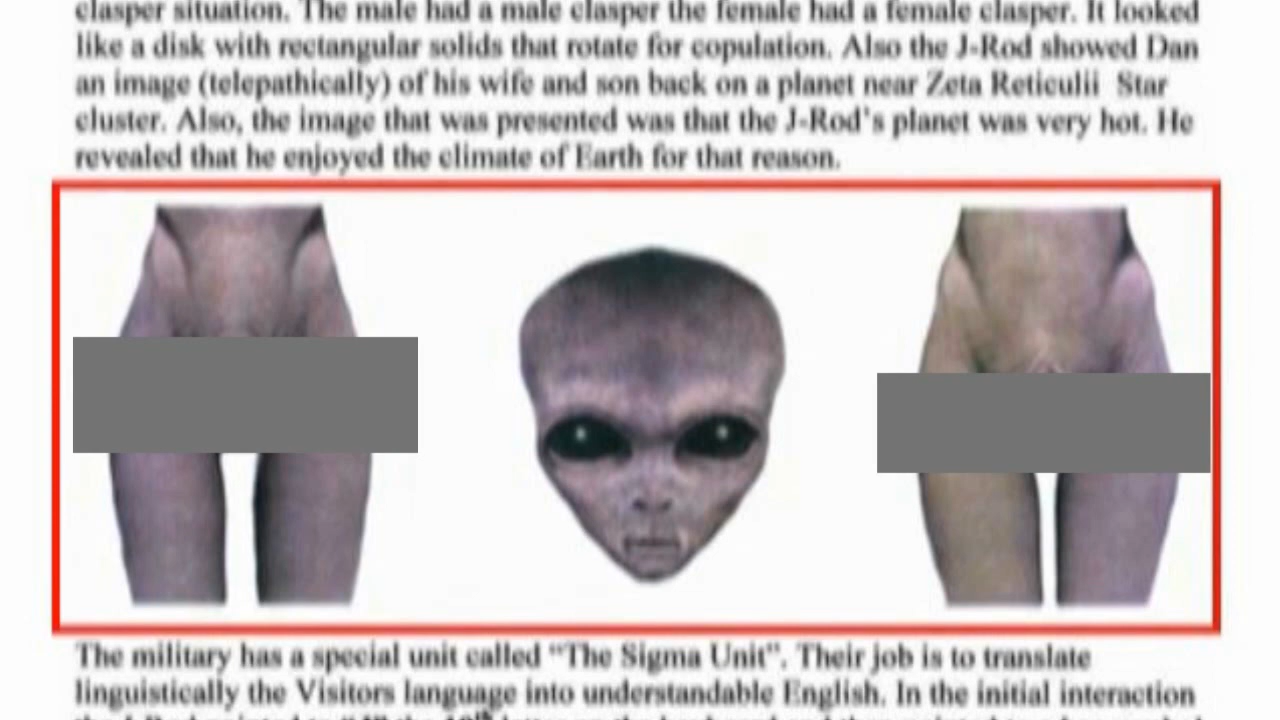 clasper situation. The male had a male clasper the female had a female clasper. It looked
like a disk with rectangular solids that rotate for copulation. Also the J-Rod showed Dan
an image (telepathically) of his wife and son back on a planet near Zeta Reticulii Star
cluster. Also, the image that was presented was that the J-Rod's planet was very hot. He
revealed that he enjoyed the climate of Earth for that reason.
The military has a special unit called "The Sigma Unit". Their job is to translate
linguistically the Visitors language into understandable English. In the initial interaction